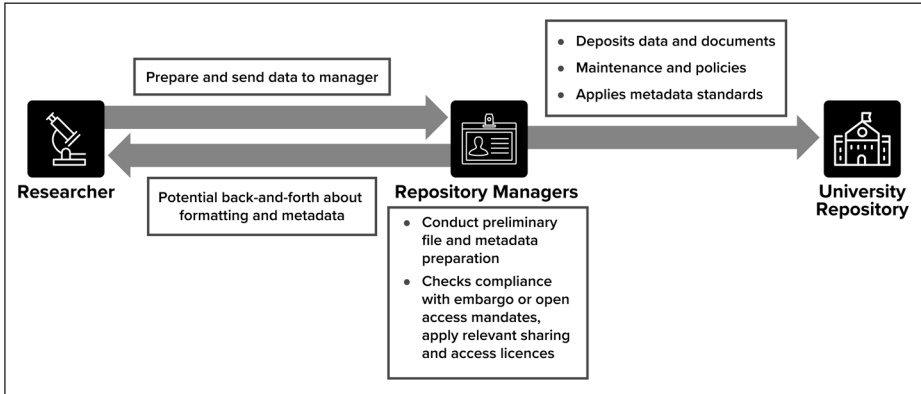 Prepare and send data to manager
Researcher
Potential back-and-forth about
formatting and metadata
Repository Managers
● Conduct preliminary
file and metadata
preparation
● Checks compliance
with embargo or open
access mandates,
apply relevant sharing
and access licences
● Deposits data and documents
● Maintenance and policies
● Applies metadata standards
University
Repository